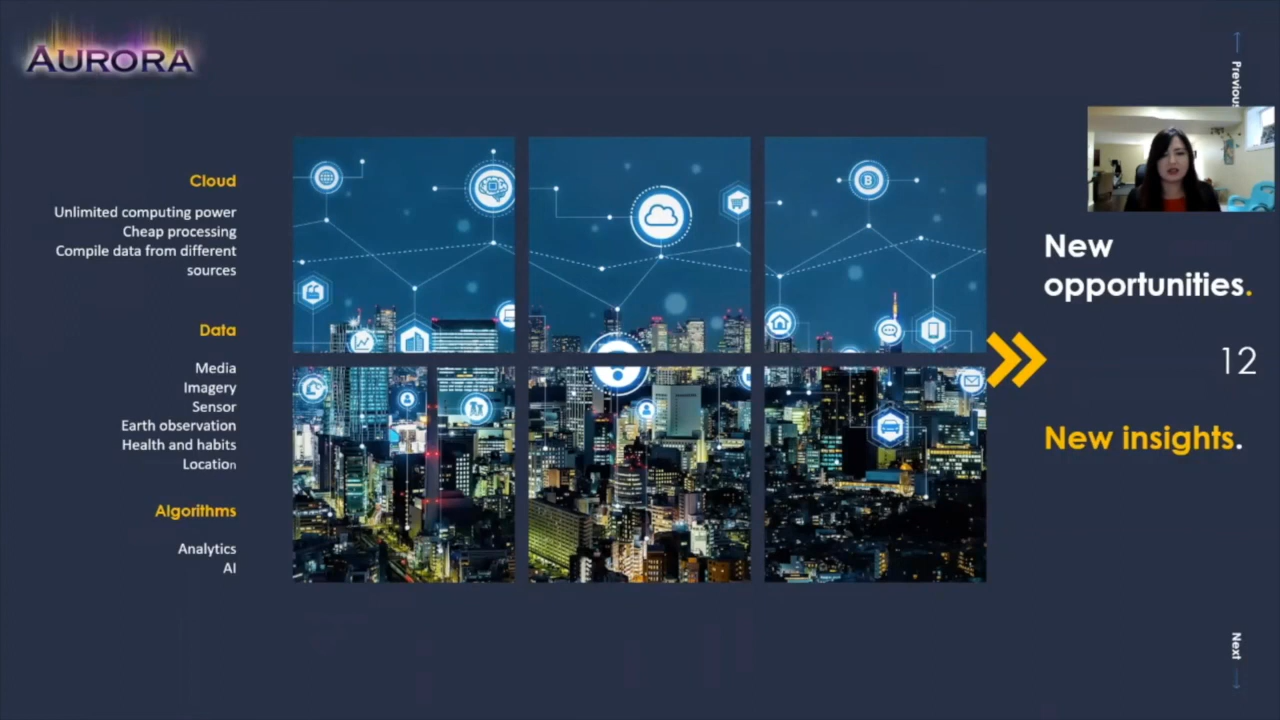 AURORA
Previous
Cloud
Unlimited computing power
Cheap processing
Compile data from different
sources
Data
Media
Imagery
Sensor
Earth observation
Health and habits
Location
Algorithms
Analytics
AI
B
New
opportunities.
12
New insights.
Next